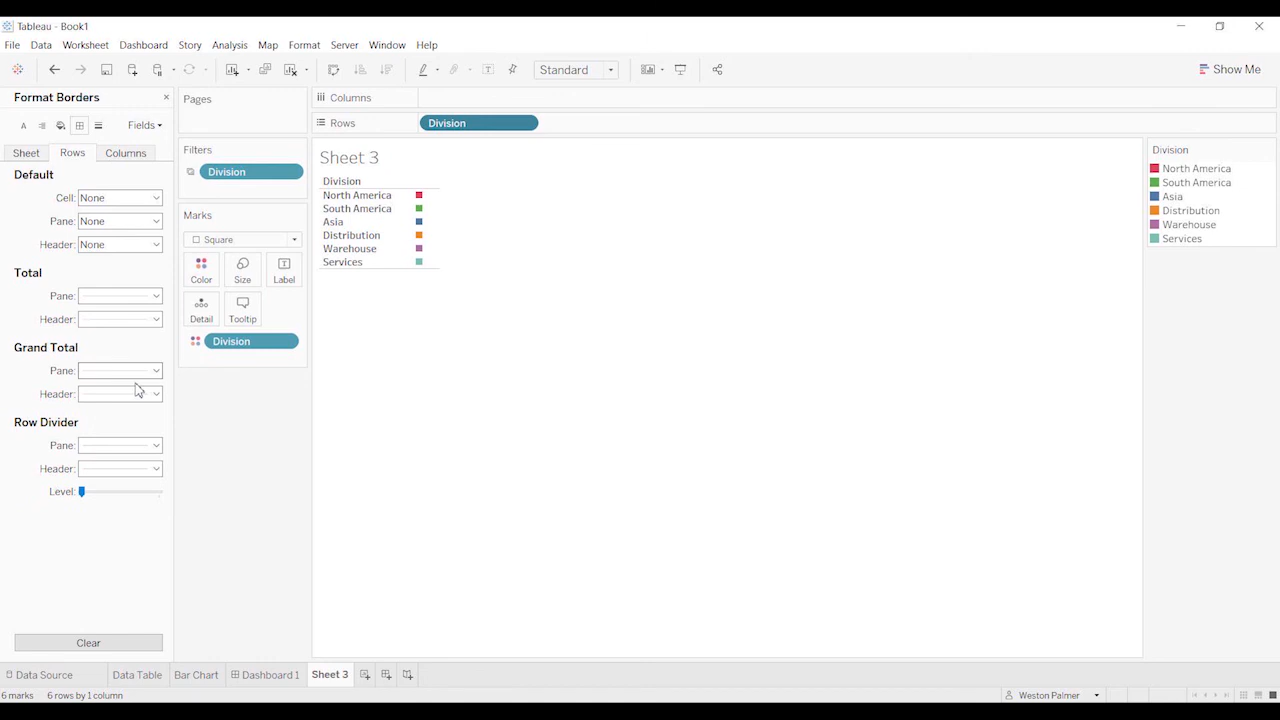 Tableau - Book1
File Data Worksheet Dashboard Story Analysis Map Format Server Window Help
Standard
Show Me
Format Borders
Fields
Sheet Rows Columns
Default
Cell: None
Pane: None
Header: None
Total
Pane:
Header:
Grand Total
Pane:
Header:
Row Divider
Pane:
Header:
Level:
Clear
Pages
Filters
Division
Marks
Square
Color Size Label
Detail Tooltip
Division
Columns
Rows Division
Sheet 3
Division
North America
South America
Asia
Distribution
Warehouse
Services
Division
North America
South America
Asia
Distribution
Warehouse
Services
Data Source Data Table Bar Chart Dashboard 1 Sheet 3
6 marks 6 rows by 1 column Weston Palmer